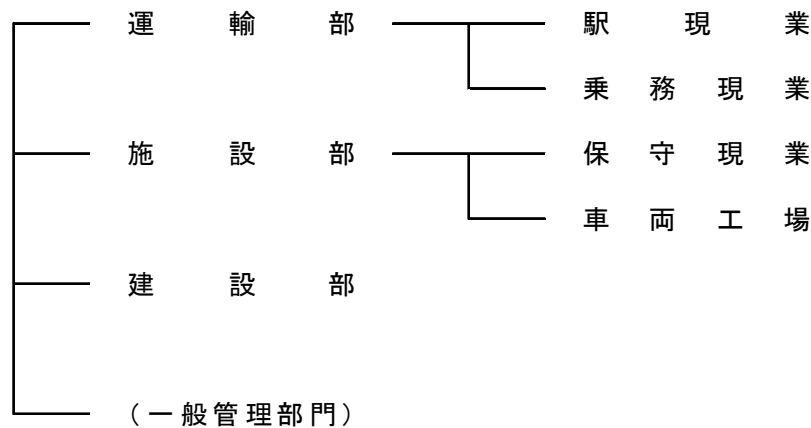 運輸部 駅現業
乗務現業
施設部 保守現業
車両工場
建設部
（一般管理部門）